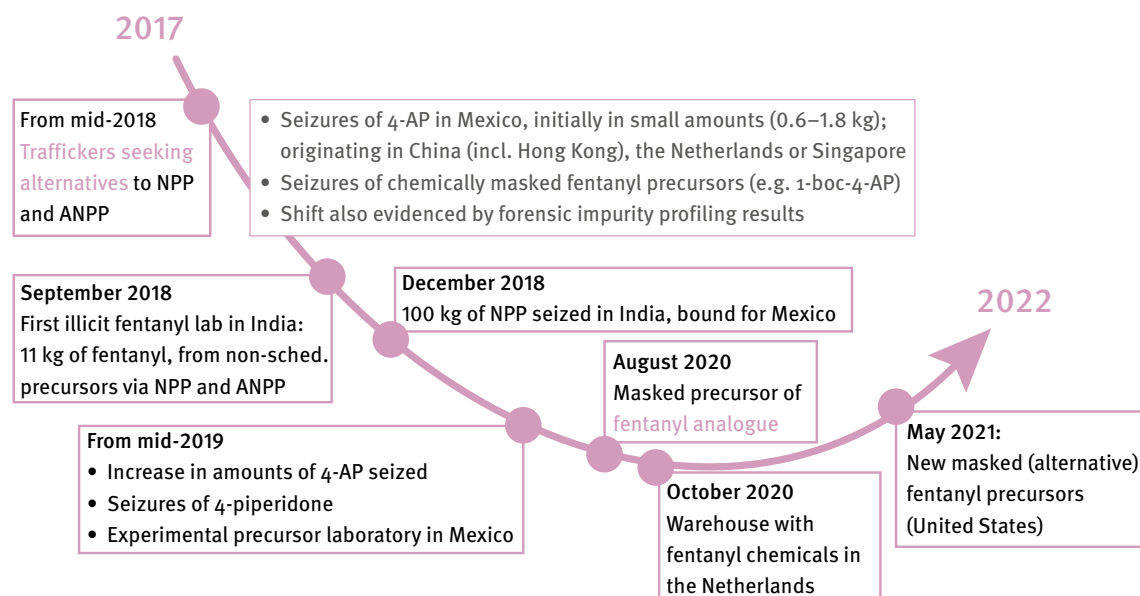 2017
From mid-2018
Traffickers seeking
alternatives to NPP
and ANPP
• Seizures of 4-AP in Mexico, initially in small amounts (0.6–1.8 kg);
originating in China (incl. Hong Kong), the Netherlands or Singapore
• Seizures of chemically masked fentanyl precursors (e.g. 1-boc-4-AP)
• Shift also evidenced by forensic impurity profiling results
September 2018
First illicit fentanyl lab in India:
11 kg of fentanyl, from non-sched.
precursors via NPP and ANPP
December 2018
100 kg of NPP seized in India, bound for Mexico
From mid-2019
• Increase in amounts of 4-AP seized
• Seizures of 4-piperidone
• Experimental precursor laboratory in Mexico
August 2020
Masked precursor of
fentanyl analogue
October 2020
Warehouse with
fentanyl chemicals in
the Netherlands
May 2021:
New masked (alternative)
fentanyl precursors
(United States)
2022